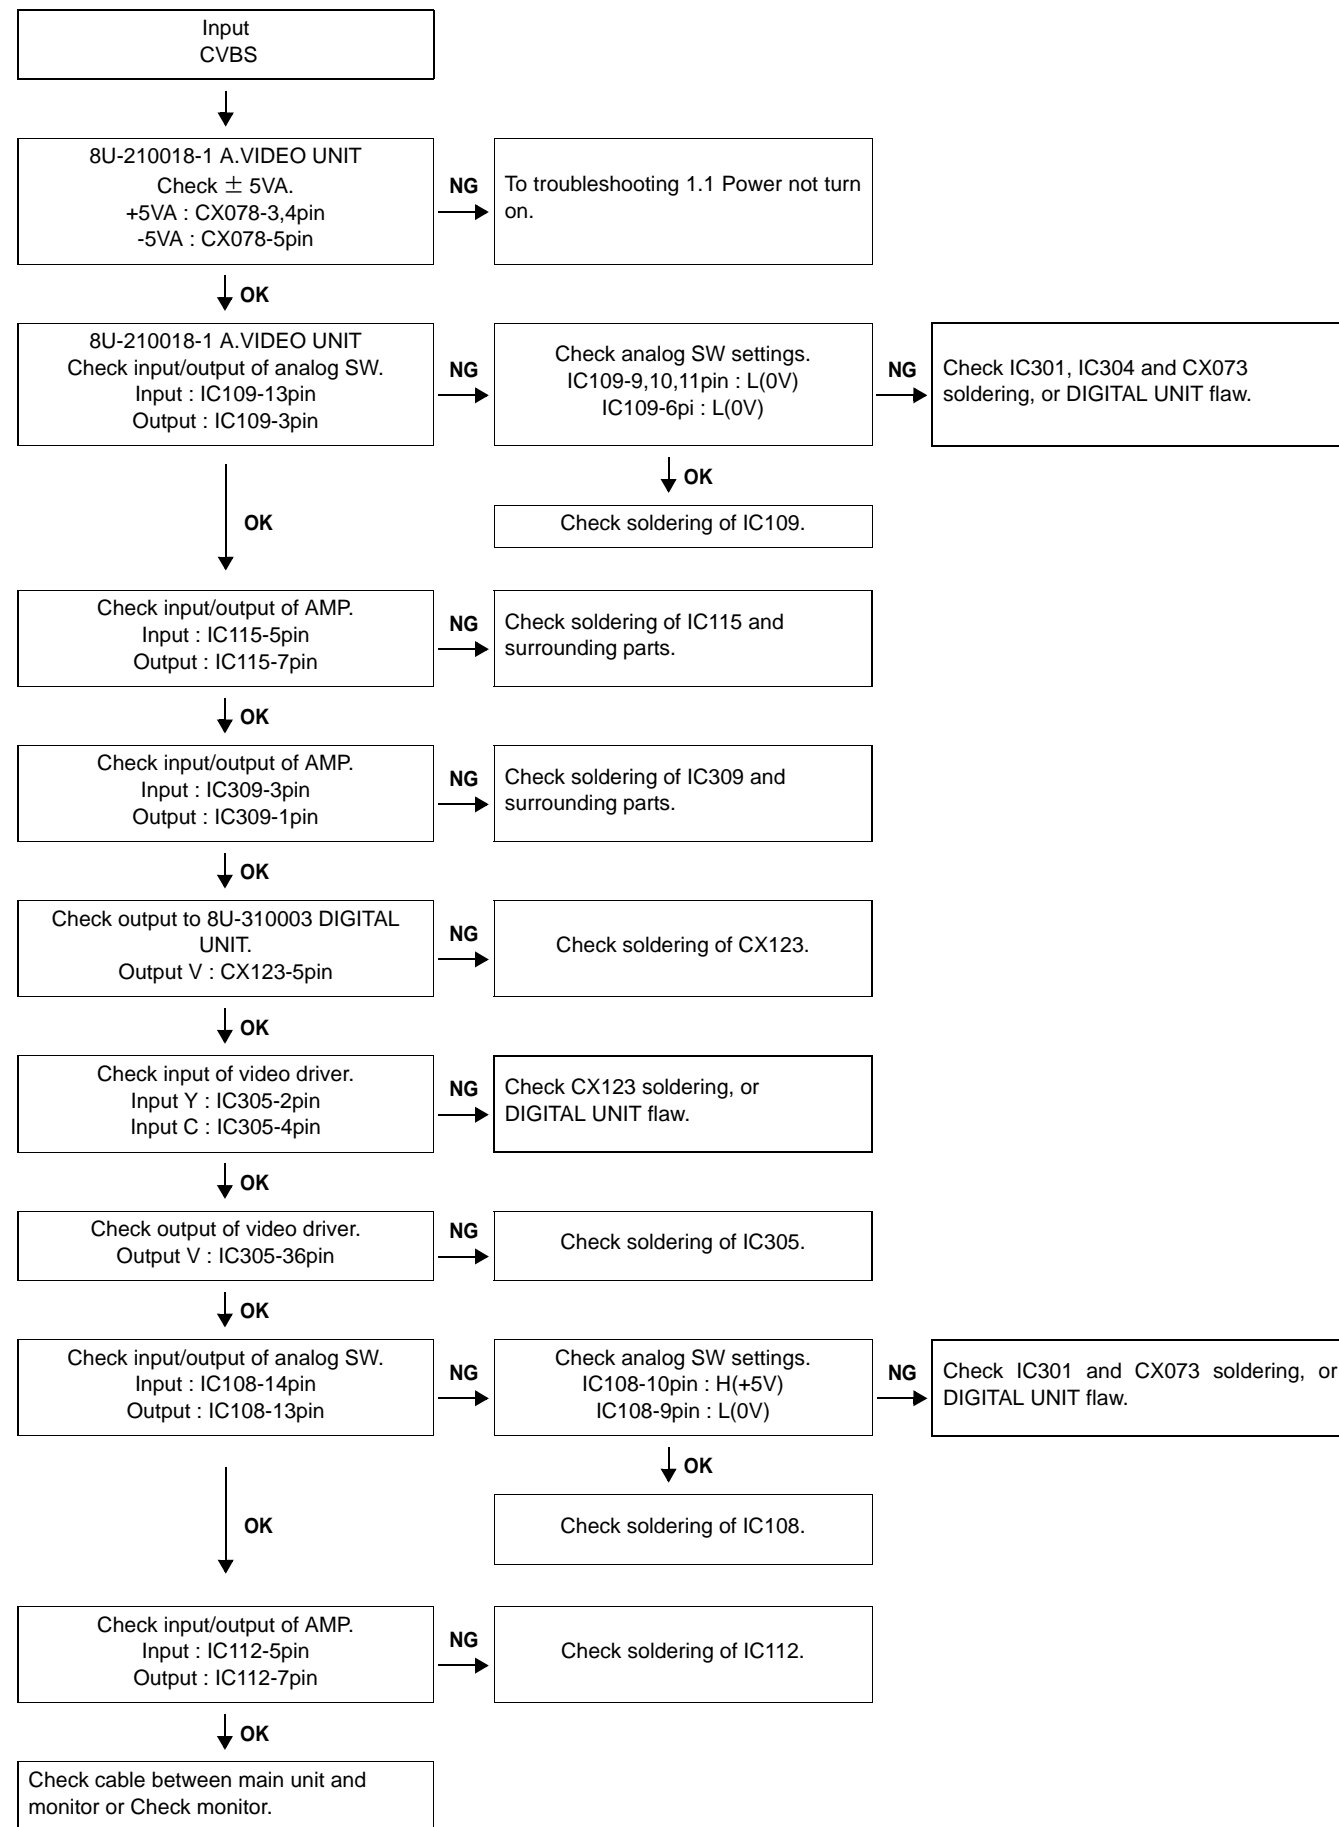 Input
CVBS
8U-210018-1 A.VIDEO UNIT
Check ± 5VA.
+5VA : CX078-3,4pin
-5VA : CX078-5pin
NG
To troubleshooting 1.1 Power not turn
on.
OK
8U-210018-1 A.VIDEO UNIT
Check input/output of analog SW.
Input : IC109-13pin
Output : IC109-3pin
NG
Check analog SW settings.
IC109-9,10,11pin : L(0V)
IC109-6pi : L(0V)
NG
Check IC301, IC304 and CX073
soldering, or DIGITAL UNIT flaw.
OK
Check soldering of IC109.
OK
Check input/output of AMP.
Input : IC115-5pin
Output : IC115-7pin
NG
Check soldering of IC115 and
surrounding parts.
OK
Check input/output of AMP.
Input : IC309-3pin
Output : IC309-1pin
NG
Check soldering of IC309 and
surrounding parts.
OK
Check output to 8U-310003 DIGITAL
UNIT.
Output V : CX123-5pin
NG
Check soldering of CX123.
OK
Check input of video driver.
Input Y : IC305-2pin
Input C : IC305-4pin
NG
Check CX123 soldering, or
DIGITAL UNIT flaw.
OK
Check output of video driver.
Output V : IC305-36pin
NG
Check soldering of IC305.
OK
Check input/output of analog SW.
Input : IC108-14pin
Output : IC108-13pin
NG
Check analog SW settings.
IC108-10pin : H(+5V)
IC108-9pin : L(0V)
NG
Check IC301 and CX073 soldering, or
DIGITAL UNIT flaw.
OK
Check soldering of IC108.
OK
Check input/output of AMP.
Input : IC112-5pin
Output : IC112-7pin
NG
Check soldering of IC112.
OK
Check cable between main unit and
monitor or Check monitor.